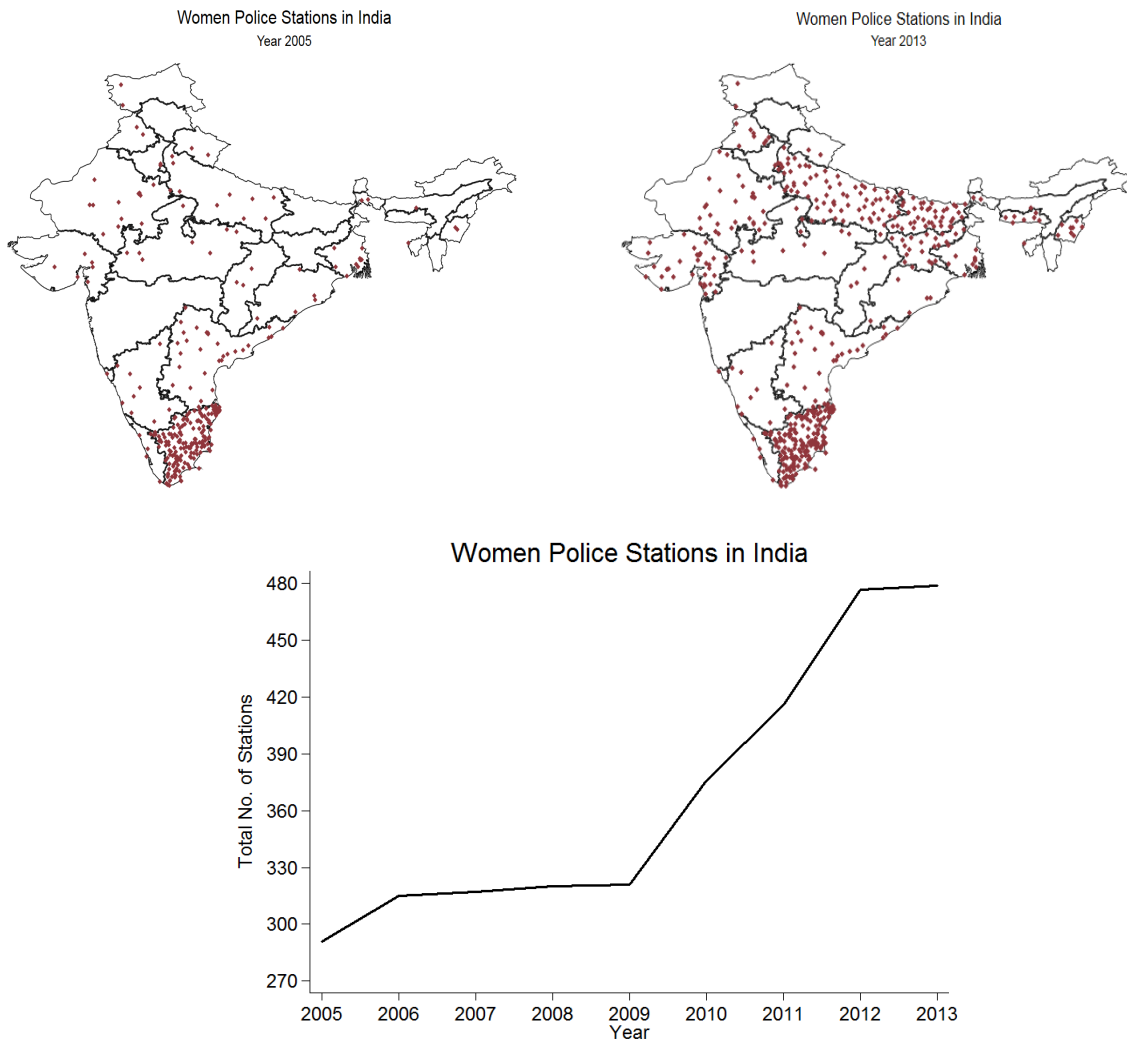 Women Police Stations in India
Year 2005
Women Police Stations in India
Year 2013
Women Police Stations in India
Total No. of Stations
480
450
420
390
360
330
300
270
2005 2006 2007 2008 2009 2010 2011 2012 2013
Year